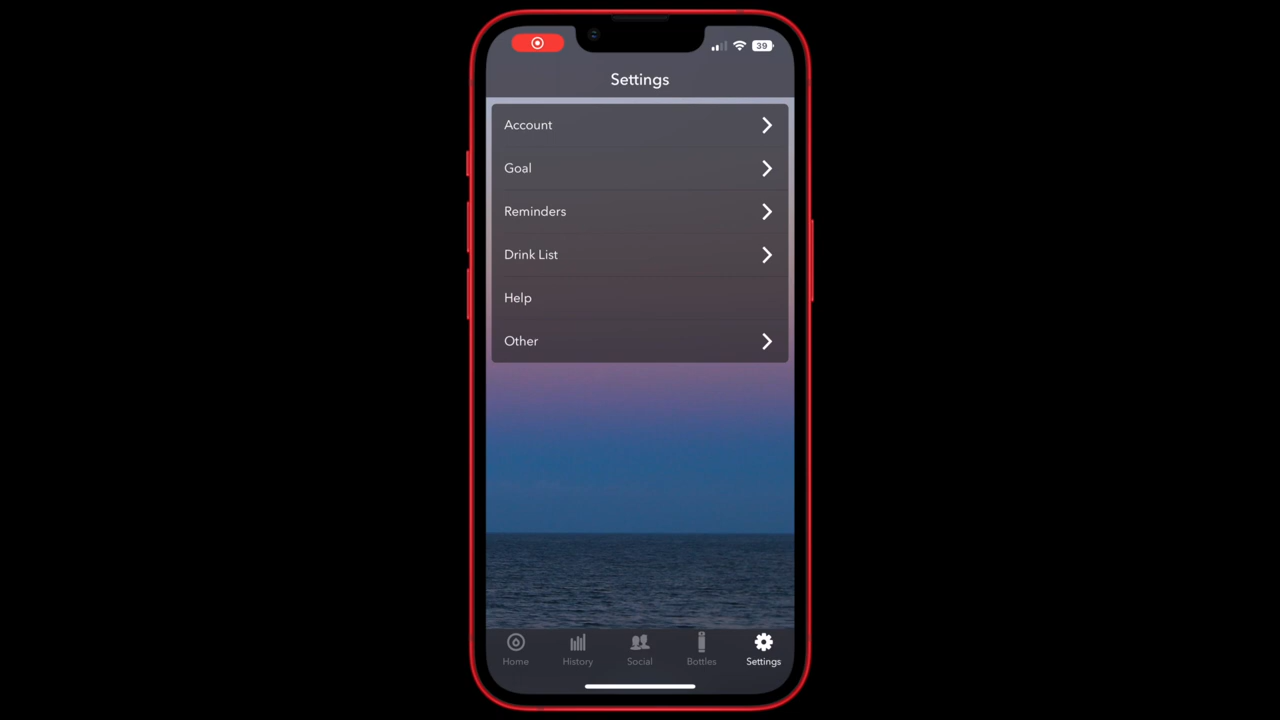 39
Settings
Account
Goal
Reminders
Drink List
Help
Other
Home
History
Social
Bottles
Settings